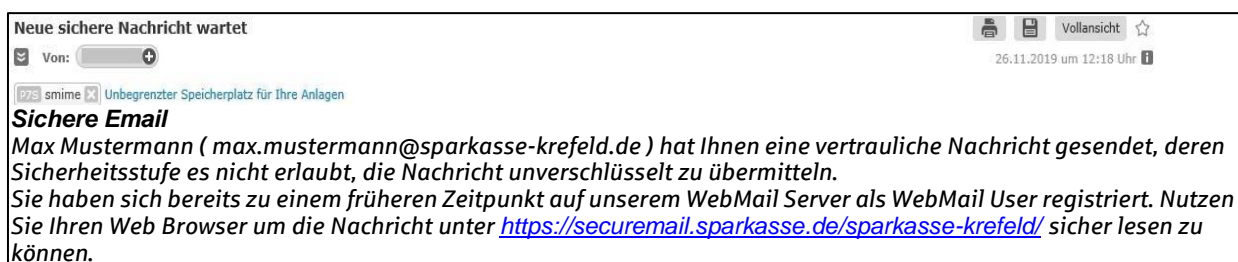 Neue sichere Nachricht wartet
Vollansicht
Von:
26.11.2019 um 12:18 Uhr
P7S smime Unbegrenzter Speicherplatz für Ihre Anlagen
Sichere Email
Max Mustermann ( max.mustermann@sparkasse-krefeld.de ) hat Ihnen eine vertrauliche Nachricht gesendet, deren
Sicherheitsstufe es nicht erlaubt, die Nachricht unverschlüsselt zu übermitteln.
Sie haben sich bereits zu einem früheren Zeitpunkt auf unserem WebMail Server als WebMail User registriert. Nutzen
Sie Ihren Web Browser um die Nachricht unter https://securemail.sparkasse.de/sparkasse-krefeld/ sicher lesen zu
können.